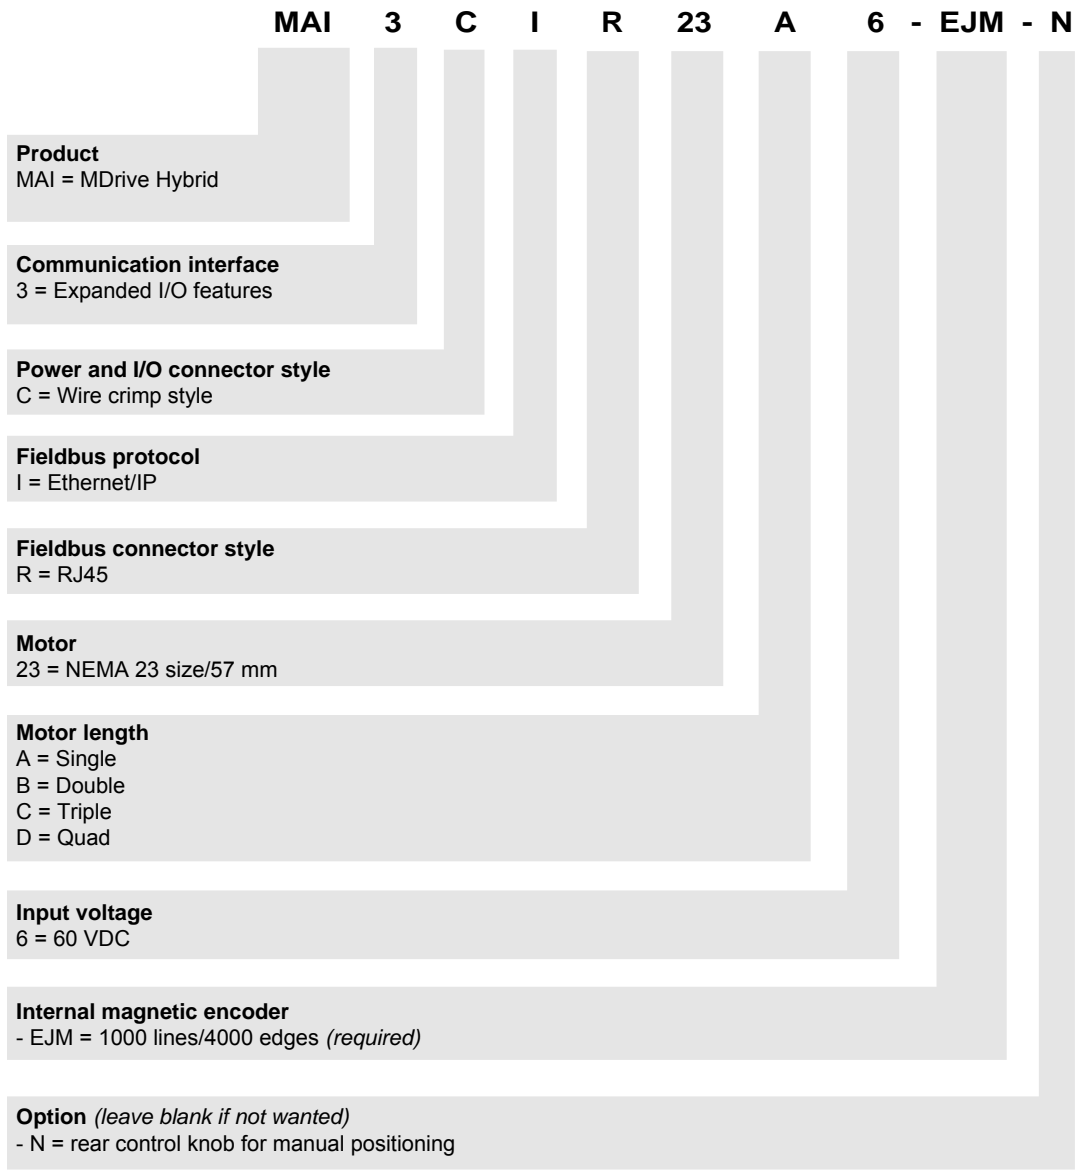 MAI 3 C I R 23 A 6 - EJM - N
Product
MAI = MDrive Hybrid
Communication interface
3 = Expanded I/O features
Power and I/O connector style
C = Wire crimp style
Fieldbus protocol
I = Ethernet/IP
Fieldbus connector style
R = RJ45
Motor
23 = NEMA 23 size/57 mm
Motor length
A = Single
B = Double
C = Triple
D = Quad
Input voltage
6 = 60 VDC
Internal magnetic encoder
- EJM = 1000 lines/4000 edges (required)
Option (leave blank if not wanted)
- N = rear control knob for manual positioning